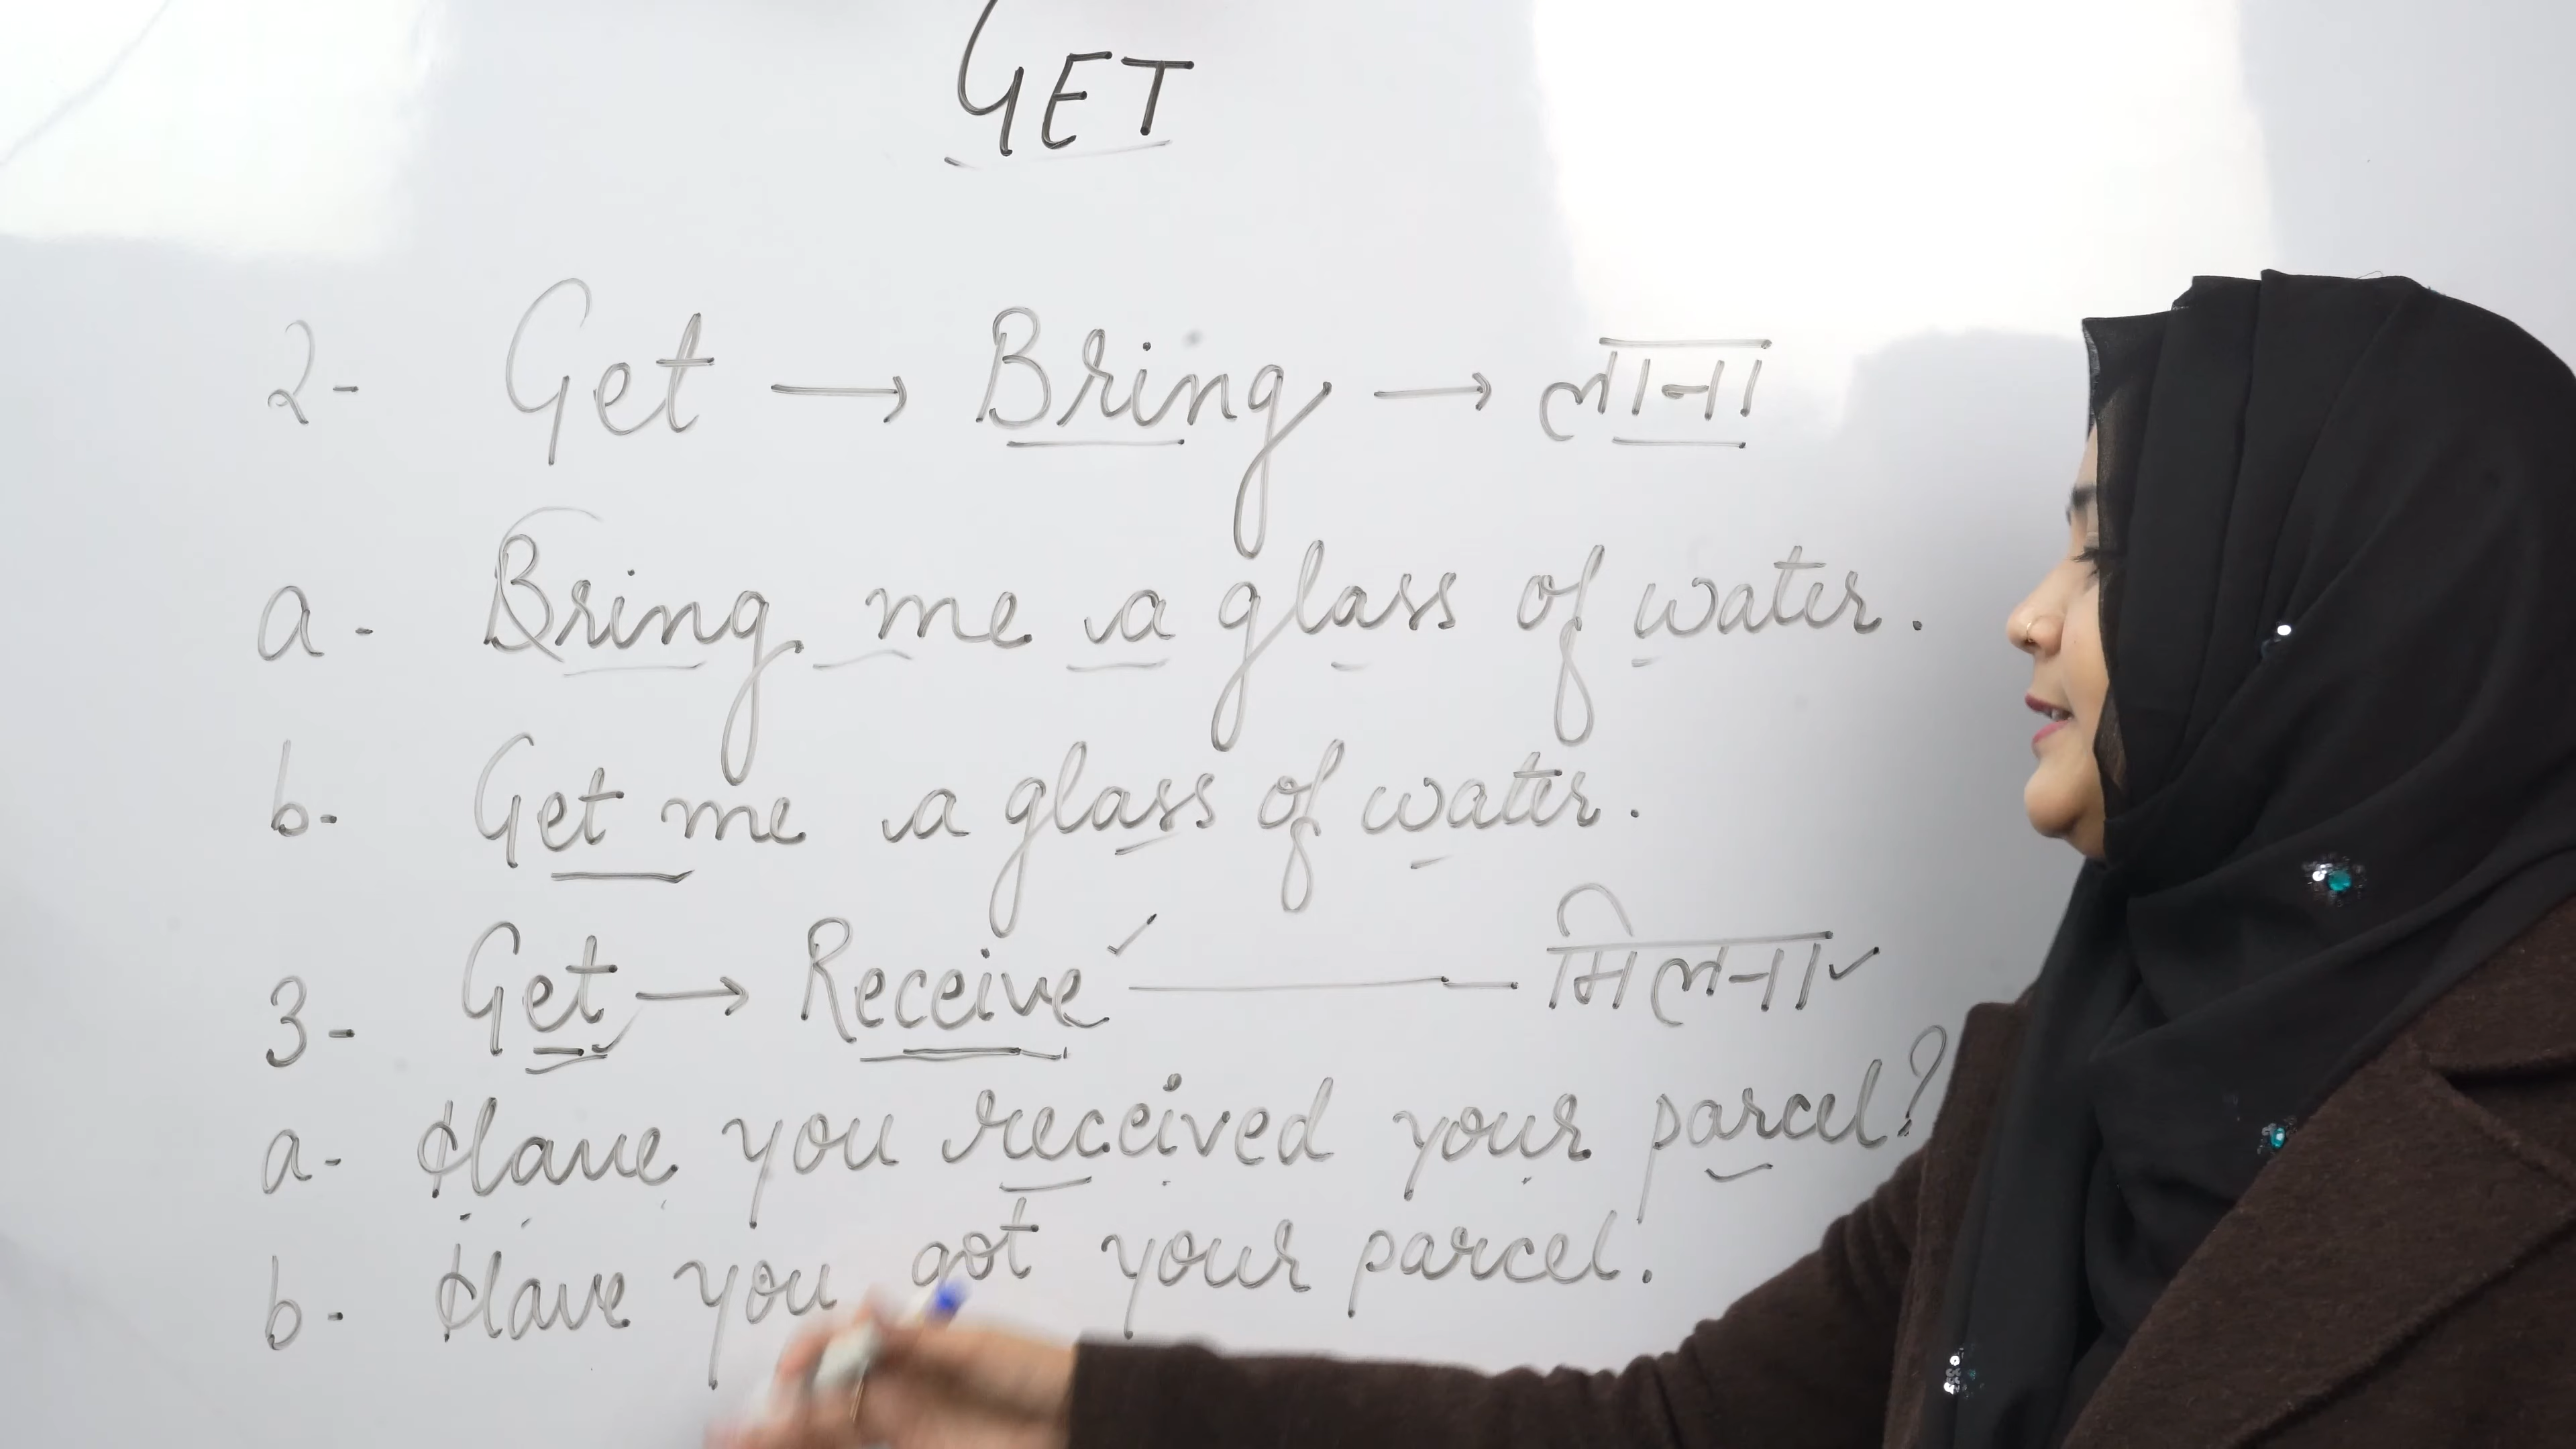 GET
2- Get → Bring → लाना
a- Bring me a glass of water.
b- Get me a glass of water.
3- Get → Receive ✓ — मिलना ✓
a- Have you received your parcel?
b- Have you got your parcel.